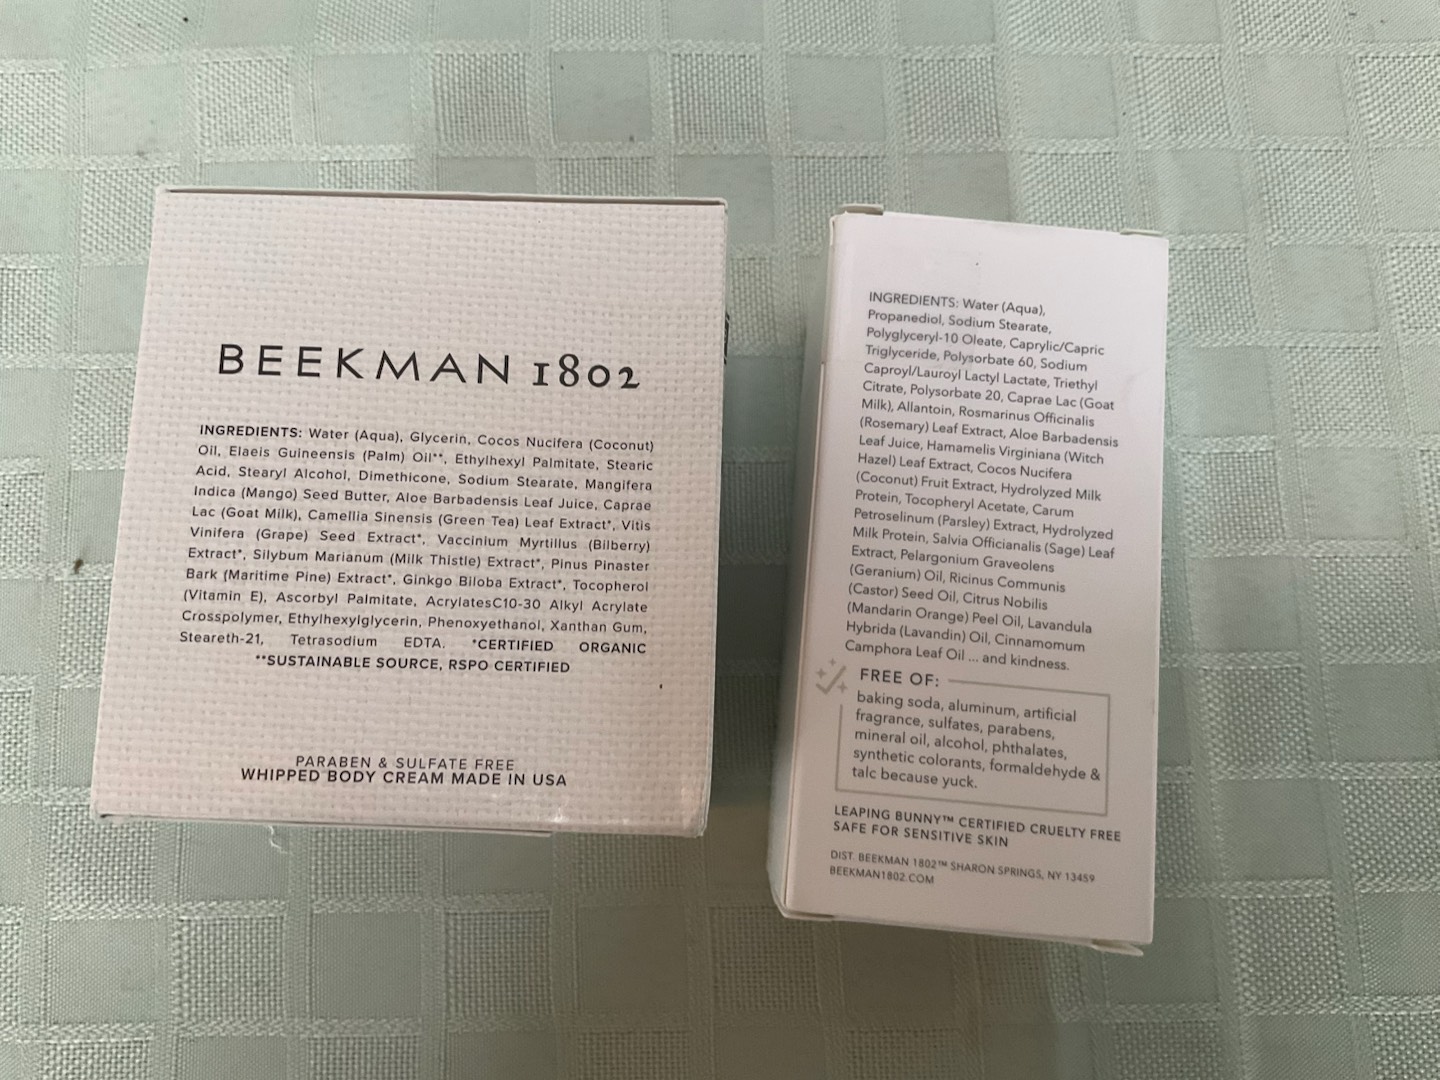 BEEKMAN 1802
INGREDIENTS: Water (Aqua), Glycerin, Cocos Nucifera (Coconut)
Oil, Elaeis Guineensis (Palm) Oil**, Ethylhexyl Palmitate, Stearic
Acid, Stearyl Alcohol, Dimethicone, Sodium Stearate, Mangifera
Indica (Mango) Seed Butter, Aloe Barbadensis Leaf Juice, Caprae
Lac (Goat Milk), Camellia Sinensis (Green Tea) Leaf Extract*, Vitis
Vinifera (Grape) Seed Extract*, Vaccinium Myrtillus (Bilberry)
Extract*, Silybum Marianum (Milk Thistle) Extract*, Pinus Pinaster
Bark (Maritime Pine) Extract*, Ginkgo Biloba Extract*, Tocopherol
(Vitamin E), Ascorbyl Palmitate, AcrylatesC10-30 Alkyl Acrylate
Crosspolymer, Ethylhexylglycerin, Phenoxyethanol, Xanthan Gum,
Steareth-21, Tetrasodium EDTA. *CERTIFIED ORGANIC
**SUSTAINABLE SOURCE, RSPO CERTIFIED
PARABEN & SULFATE FREE
WHIPPED BODY CREAM MADE IN USA
INGREDIENTS: Water (Aqua),
Propanediol, Sodium Stearate,
Polyglyceryl-10 Oleate, Caprylic/Capric
Triglyceride, Polysorbate 60, Sodium
Caproyl/Lauroyl Lactyl Lactate, Triethyl
Citrate, Polysorbate 20, Caprae Lac (Goat
Milk), Allantoin, Rosmarinus Officinalis
(Rosemary) Leaf Extract, Aloe Barbadensis
Leaf Juice, Hamamelis Virginiana (Witch
Hazel) Leaf Extract, Cocos Nucifera
(Coconut) Fruit Extract, Hydrolyzed Milk
Protein, Tocopheryl Acetate, Carum
Petroselinum (Parsley) Extract, Hydrolyzed
Milk Protein, Salvia Officianalis (Sage) Leaf
Extract, Pelargonium Graveolens
(Geranium) Oil, Ricinus Communis
(Castor) Seed Oil, Citrus Nobilis
(Mandarin Orange) Peel Oil, Lavandula
Hybrida (Lavandin) Oil, Cinnamomum
Camphora Leaf Oil ... and kindness.
FREE OF:
baking soda, aluminum, artificial
fragrance, sulfates, parabens,
mineral oil, alcohol, phthalates,
synthetic colorants, formaldehyde &
talc because yuck.
LEAPING BUNNY™ CERTIFIED CRUELTY FREE
SAFE FOR SENSITIVE SKIN
DIST. BEEKMAN 1802™ SHARON SPRINGS, NY 13459
BEEKMAN1802.COM